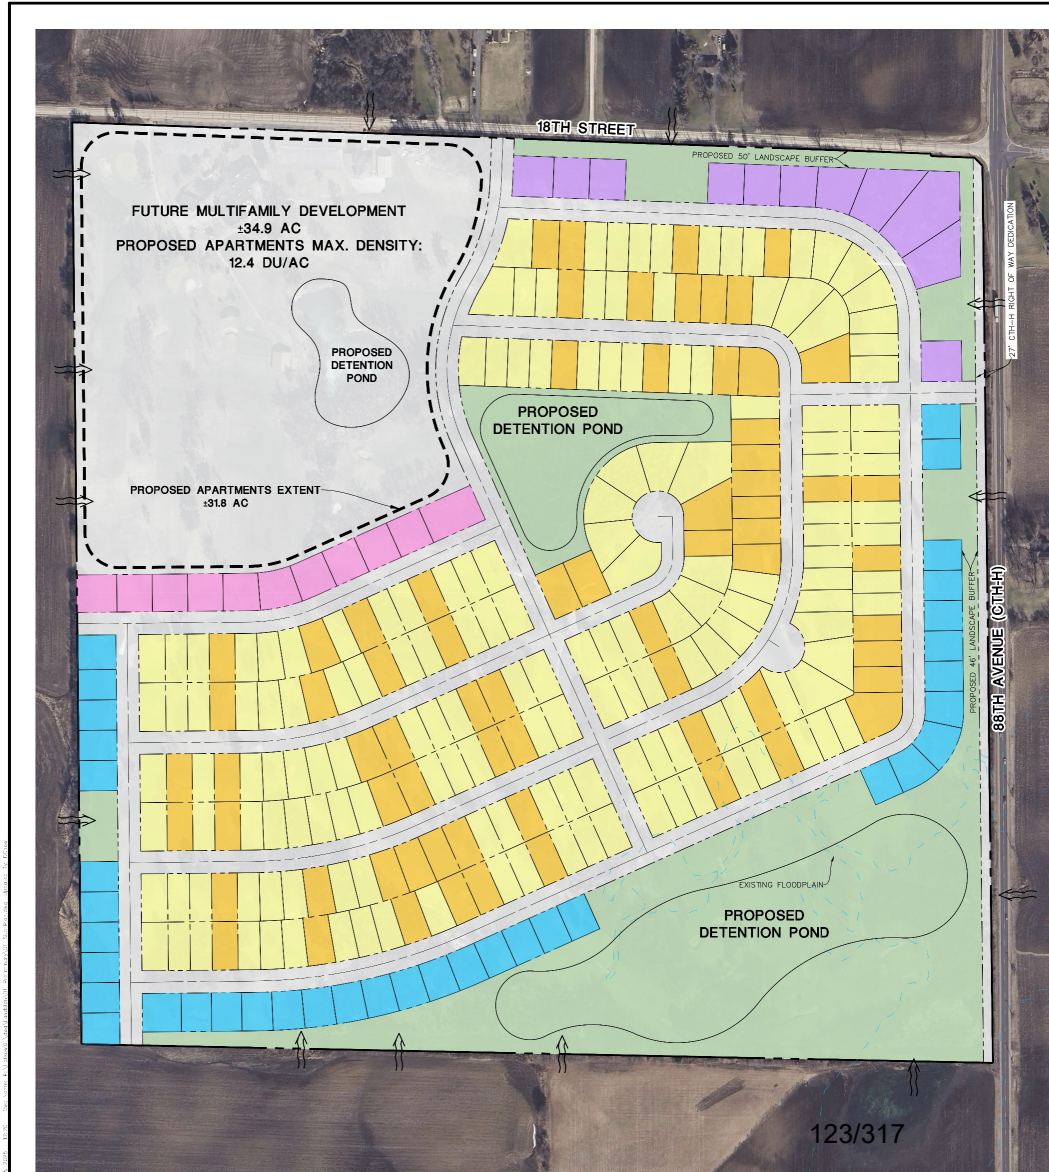 18TH STREET
PROPOSED 50' LANDSCAPE BUFFER
FUTURE MULTIFAMILY DEVELOPMENT
±34.9 AC
PROPOSED APARTMENTS MAX. DENSITY:
12.4 DU/AC
27' CTH-H RIGHT OF WAY DEDICATION
PROPOSED
DETENTION
POND
PROPOSED
DETENTION POND
PROPOSED APARTMENTS EXTENT
±31.8 AC
PROPOSED 46' LANDSCAPE BUFFER
88TH AVENUE (CTH-H)
EXISTING FLOODPLAIN
PROPOSED
DETENTION POND
123/317